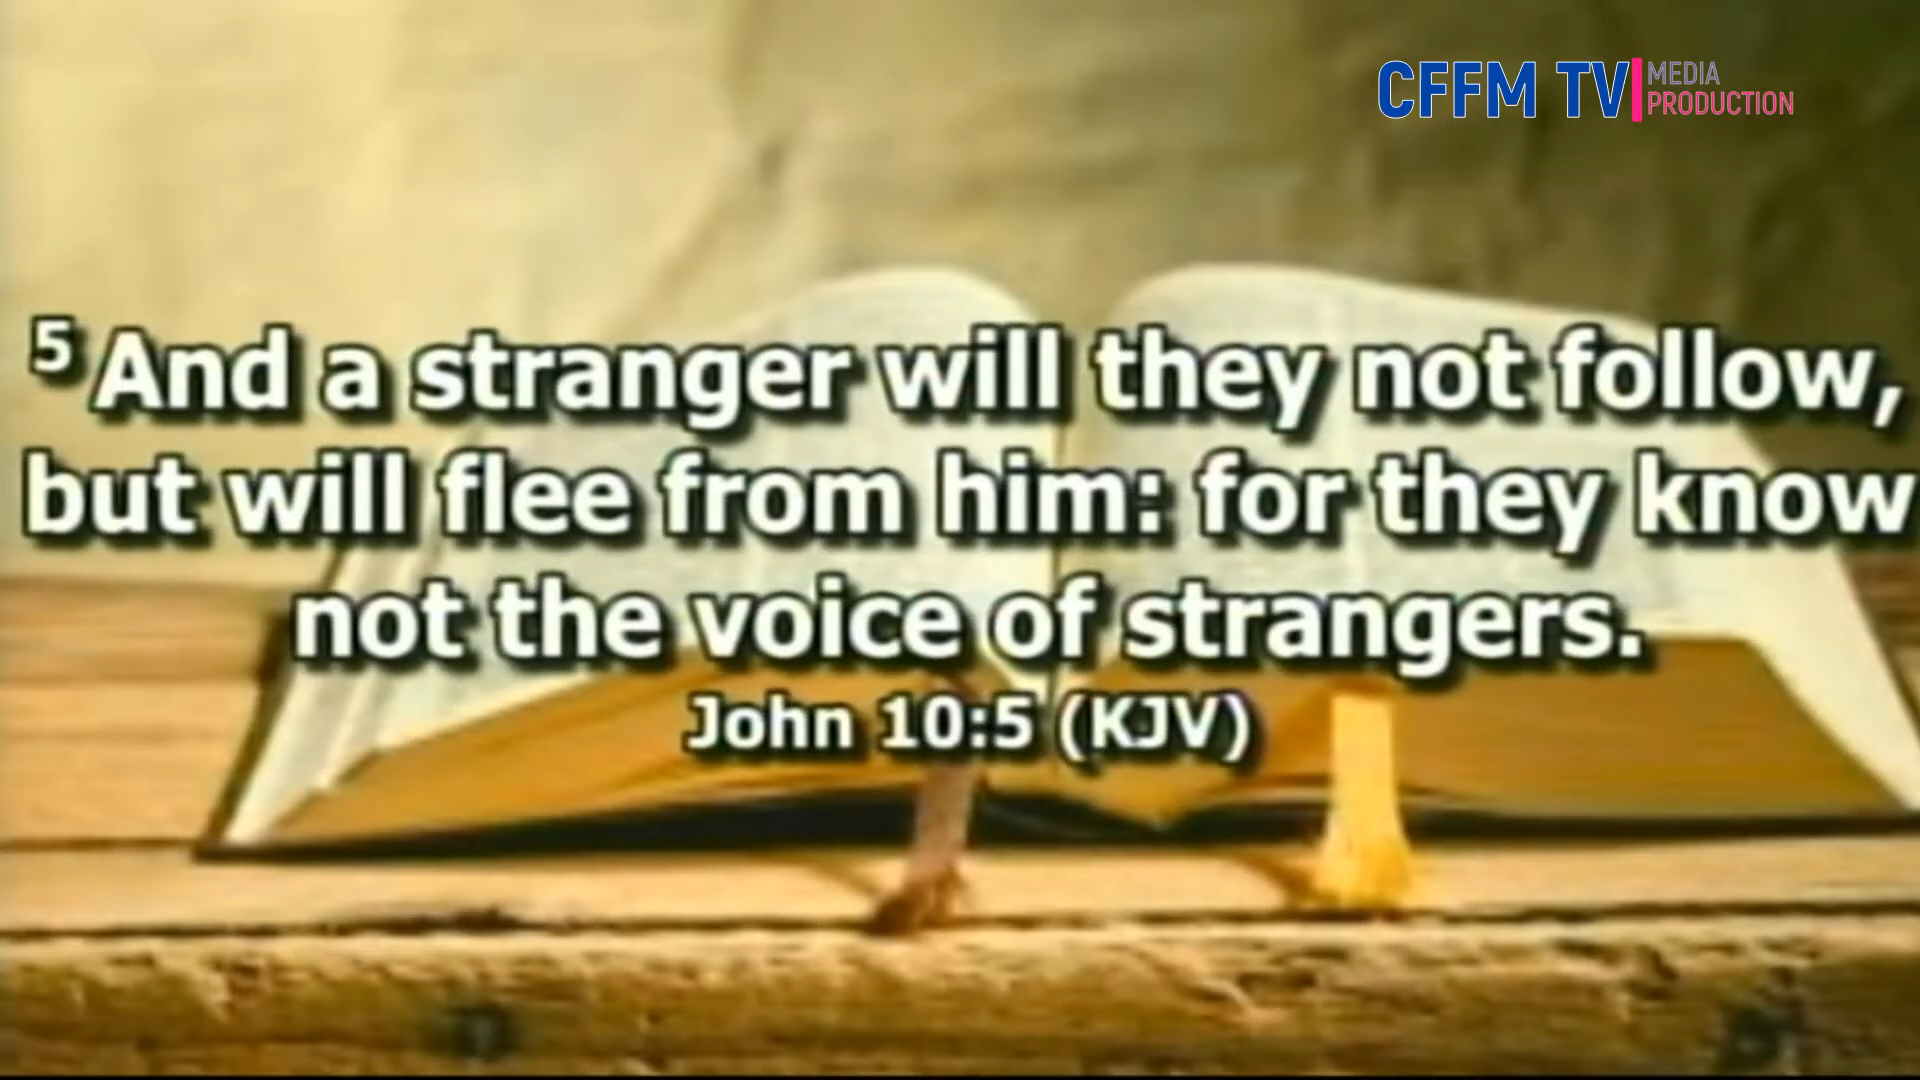 CFFM TV
MEDIA
PRODUCTION
5 And a stranger will they not follow,
but will flee from him: for they know
not the voice of strangers.
John 10:5 (KJV)